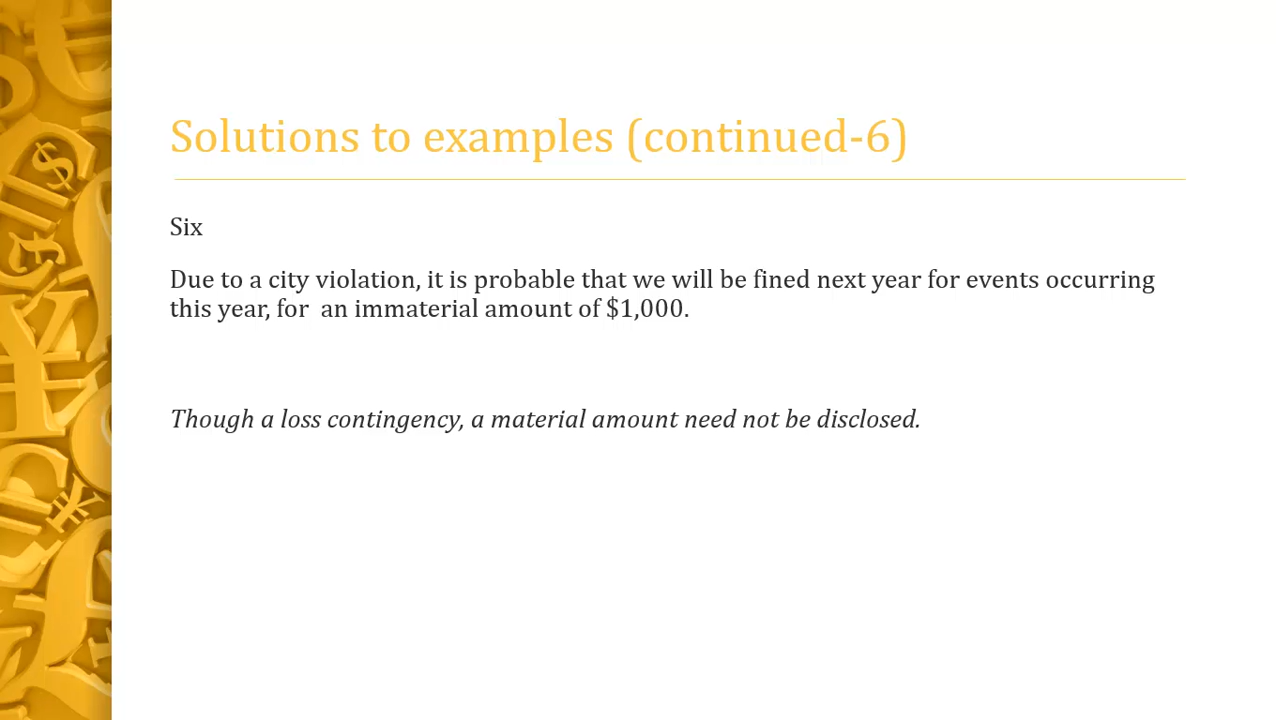 Solutions to examples (continued-6)
Six
Due to a city violation, it is probable that we will be fined next year for events occurring
this year, for  an immaterial amount of $1,000.
Though a loss contingency, a material amount need not be disclosed.